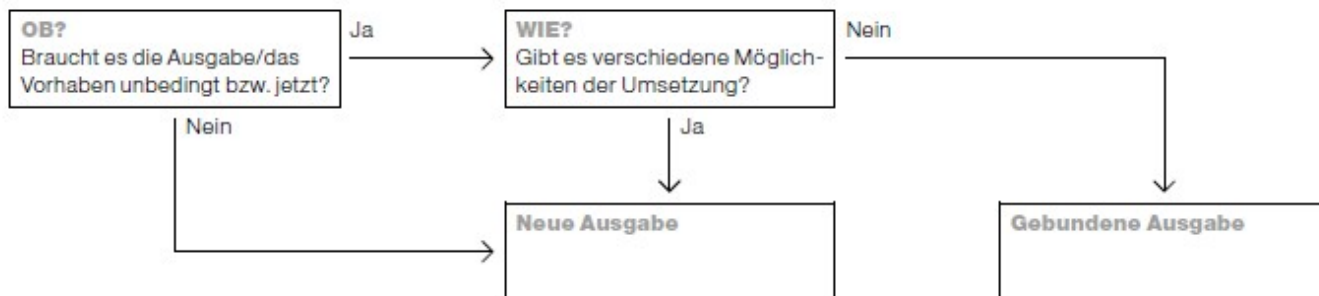 OB?
Braucht es die Ausgabe/das
Vorhaben unbedingt bzw. jetzt?
Ja
Nein
WIE?
Gibt es verschiedene Möglich-
keiten der Umsetzung?
Nein
Ja
Neue Ausgabe
Gebundene Ausgabe